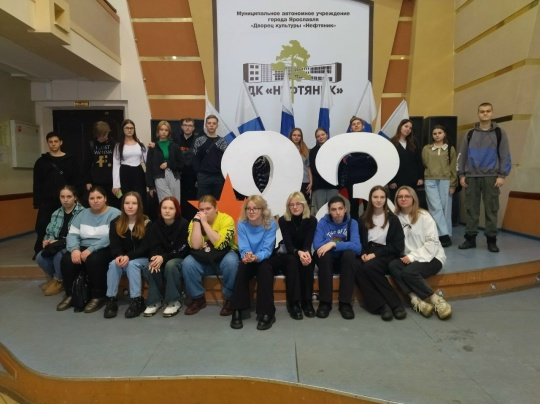 Муниципальное автономное учреждение
города Ярославля
«Дворец культуры «Нефтяник»
ДК «НЕФТЯНИК»